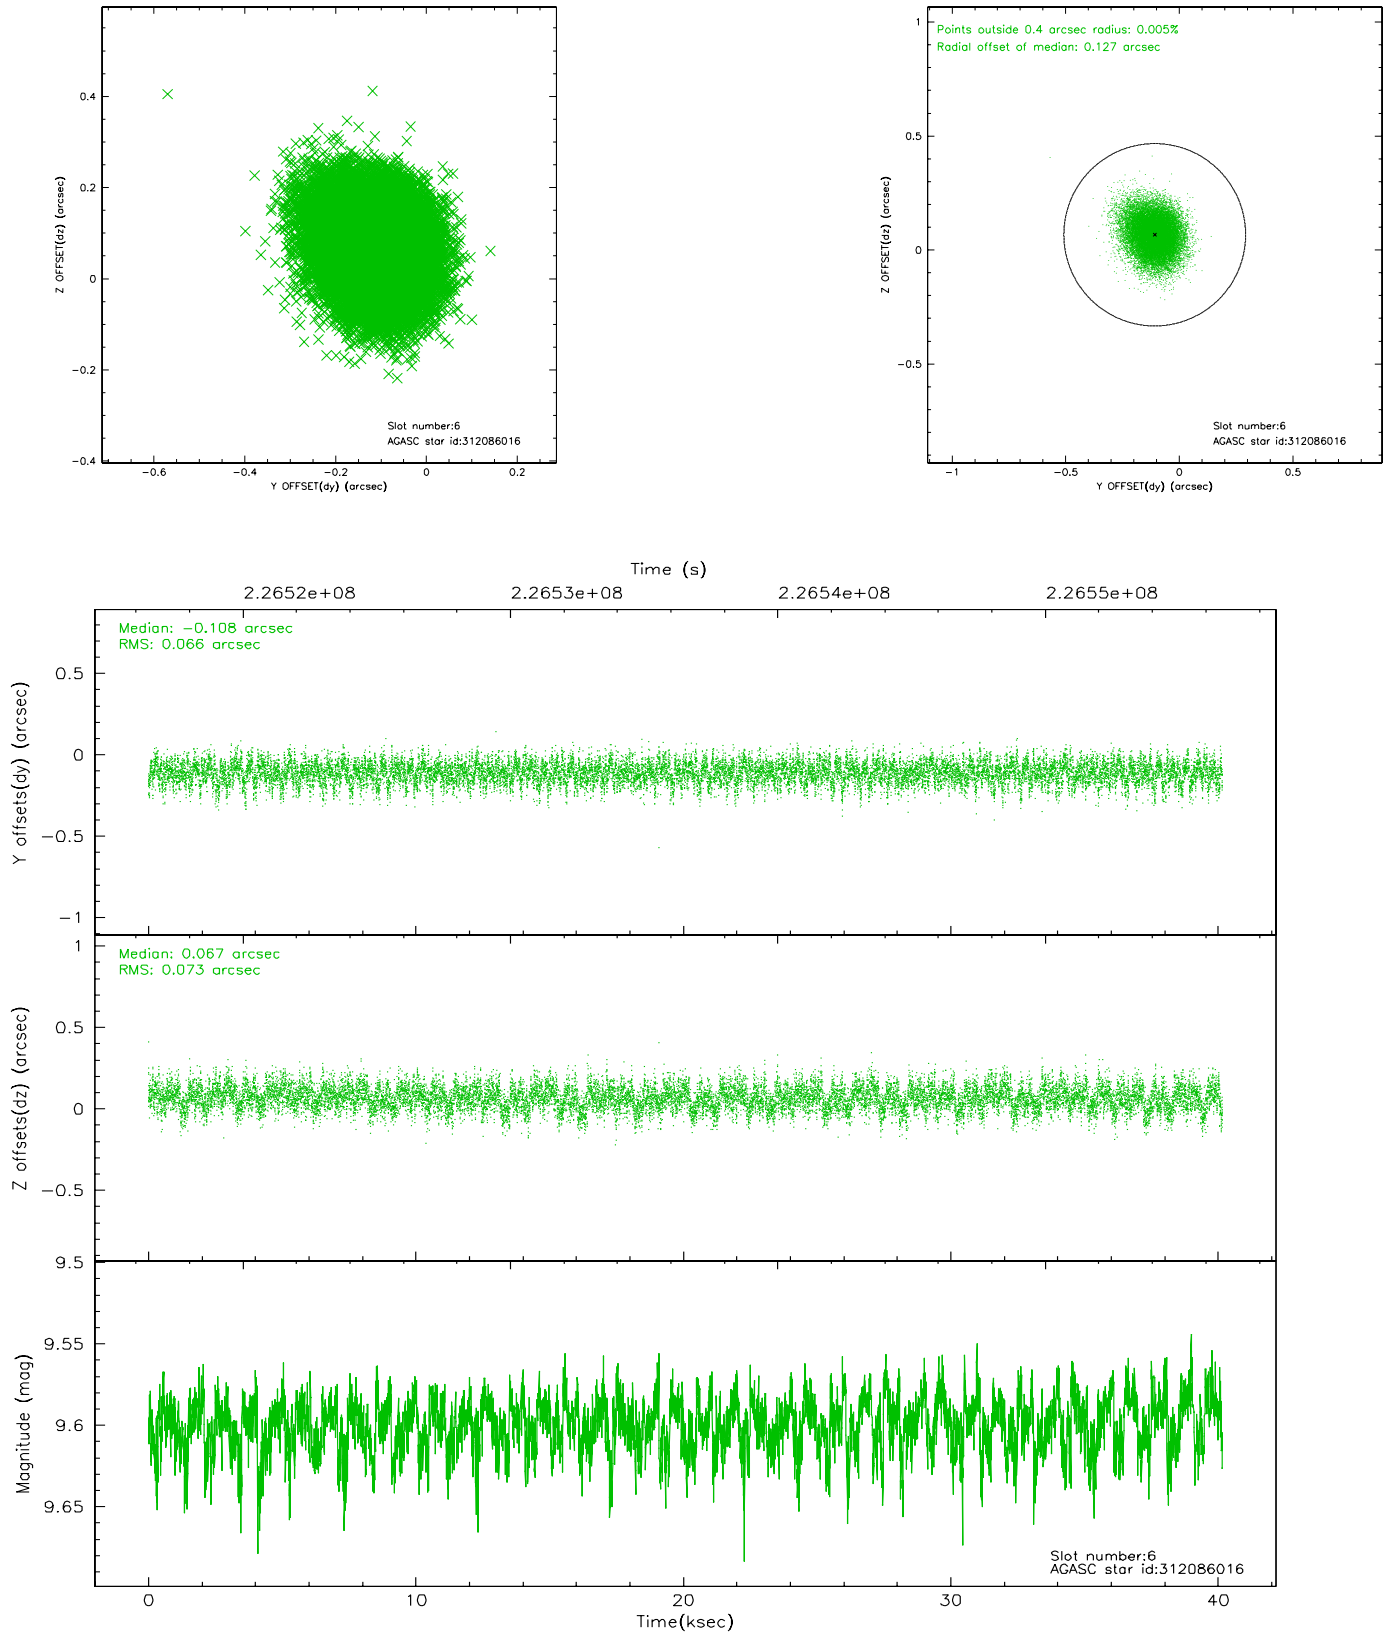 0.4
0.2
0
-0.2
-0.4
Z OFFSET(dz) (arcsec)
-0.6
-0.4
-0.2
0
0.2
Y OFFSET(dy) (arcsec)
Slot number:6
AGASC star id:312086016
Points outside 0.4 arcsec radius: 0.005%
Radial offset of median: 0.127 arcsec
1
0.5
0
-0.5
Z OFFSET(dz) (arcsec)
-1
-0.5
0
0.5
Y OFFSET(dy) (arcsec)
Slot number:6
AGASC star id:312086016
Time (s)
2.2652e+08
2.2653e+08
2.2654e+08
2.2655e+08
Median: -0.108 arcsec
RMS: 0.066 arcsec
0.5
0
-0.5
-1
Y offsets(dy) (arcsec)
Median: 0.067 arcsec
RMS: 0.073 arcsec
1
0.5
0
-0.5
Z offsets(dz) (arcsec)
9.5
9.55
9.6
9.65
Magnitude (mag)
Slot number:6
AGASC star id:312086016
0
10
20
30
40
Time(ksec)